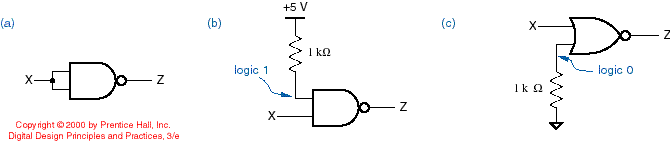 (a)
X
Z
Copyright © 2000 by Prentice Hall, Inc.
Digital Design Principles and Practices, 3/e
(b)
+5 V
1 kΩ
logic 1
X
Z
(c)
X
Z
logic 0
1 k Ω